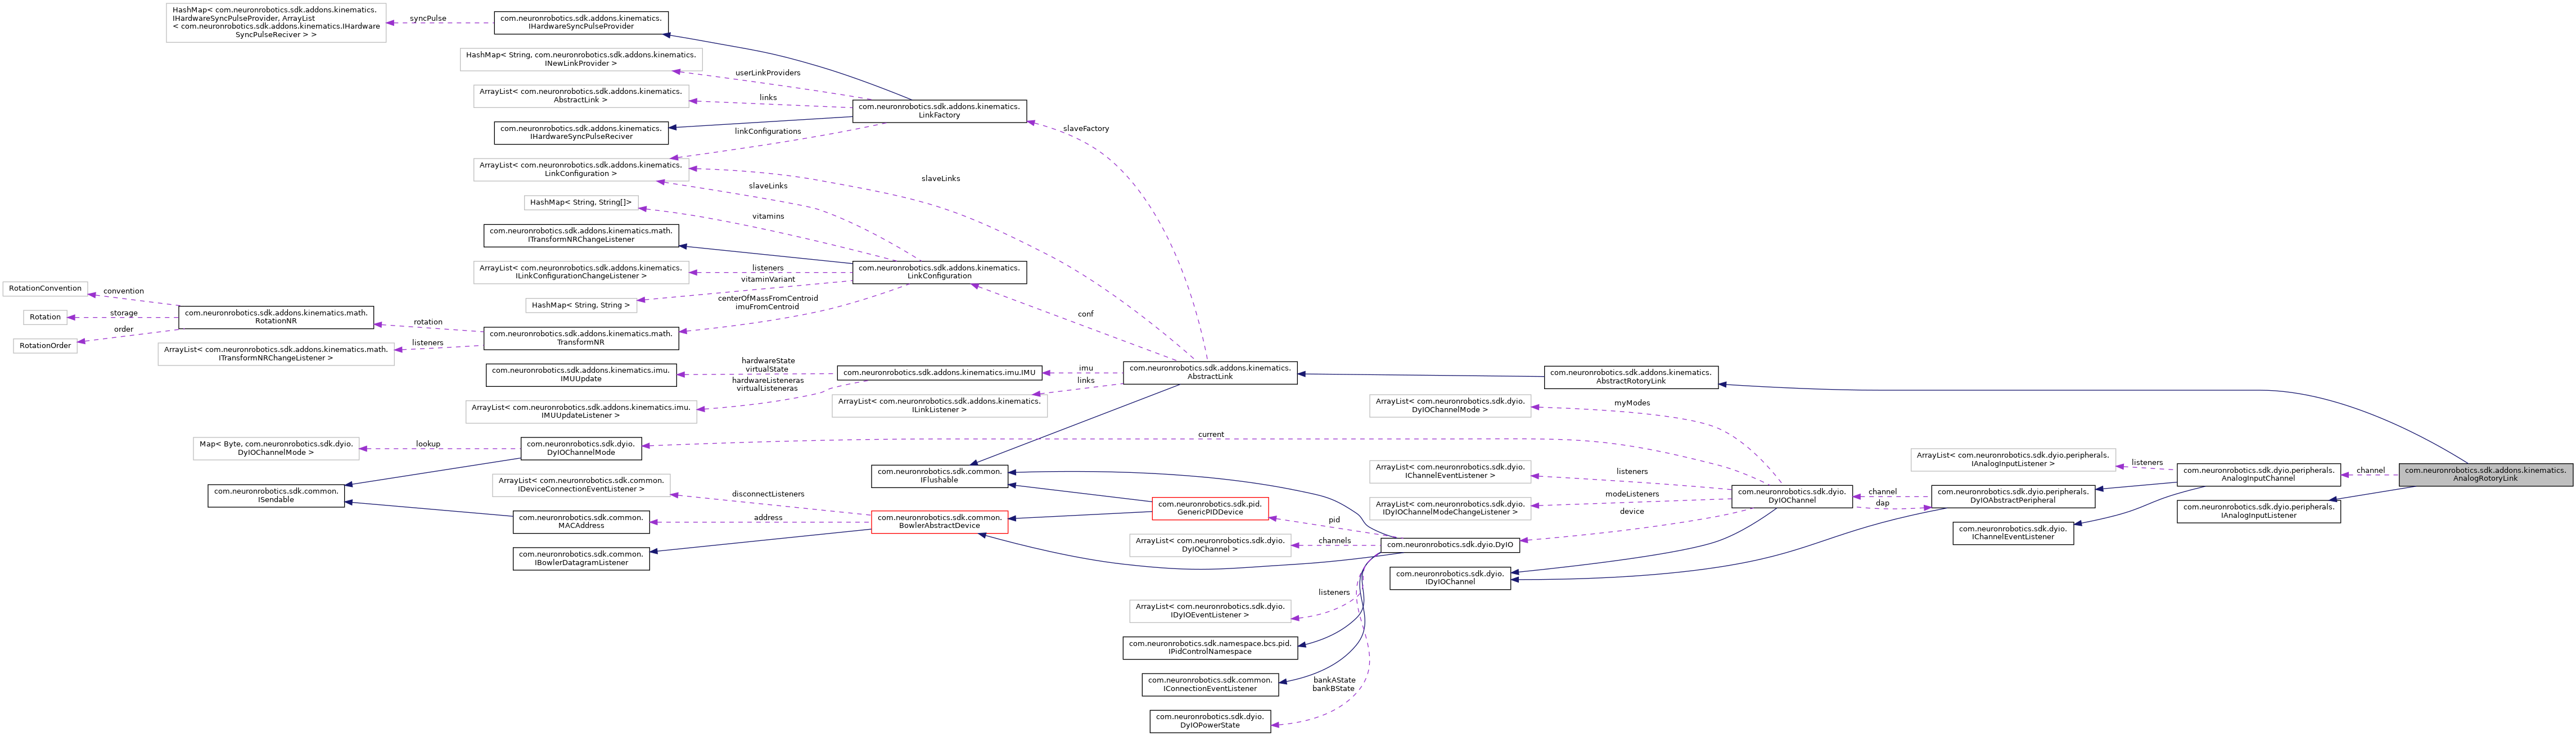 HashMap< com.neuronrobotics.sdk.addons.kinematics.
IHardwareSyncPulseProvider, ArrayList
< com.neuronrobotics.sdk.addons.kinematics.IHardware
SyncPulseReciver > >
syncPulse
com.neuronrobotics.sdk.addons.kinematics.
IHardwareSyncPulseProvider
HashMap< String, com.neuronrobotics.sdk.addons.kinematics.
INewLinkProvider >
userLinkProviders
ArrayList< com.neuronrobotics.sdk.addons.kinematics.
AbstractLink >
links
com.neuronrobotics.sdk.addons.kinematics.
LinkFactory
com.neuronrobotics.sdk.addons.kinematics.
IHardwareSyncPulseReciver
linkConfigurations
slaveFactory
ArrayList< com.neuronrobotics.sdk.addons.kinematics.
LinkConfiguration >
slaveLinks
slaveLinks
HashMap< String, String[]>
vitamins
com.neuronrobotics.sdk.addons.kinematics.math.
ITransformNRChangeListener
ArrayList< com.neuronrobotics.sdk.addons.kinematics.
ILinkConfigurationChangeListener >
listeners
com.neuronrobotics.sdk.addons.kinematics.
LinkConfiguration
vitaminVariant
HashMap< String, String >
centerOfMassFromCentroid
imuFromCentroid
conf
RotationConvention
convention
Rotation
storage
com.neuronrobotics.sdk.addons.kinematics.math.
RotationNR
order
RotationOrder
rotation
com.neuronrobotics.sdk.addons.kinematics.math.
TransformNR
ArrayList< com.neuronrobotics.sdk.addons.kinematics.math.
ITransformNRChangeListener >
listeners
com.neuronrobotics.sdk.addons.kinematics.imu.
IMUUpdate
hardwareState
virtualState
com.neuronrobotics.sdk.addons.kinematics.imu.IMU
imu
com.neuronrobotics.sdk.addons.kinematics.
AbstractLink
com.neuronrobotics.sdk.addons.kinematics.
AbstractRotoryLink
hardwareListeneras
virtualListeneras
links
ArrayList< com.neuronrobotics.sdk.addons.kinematics.imu.
IMUUpdateListener >
ArrayList< com.neuronrobotics.sdk.addons.kinematics.
ILinkListener >
ArrayList< com.neuronrobotics.sdk.dyio.
DyIOChannelMode >
myModes
Map< Byte, com.neuronrobotics.sdk.dyio.
DyIOChannelMode >
lookup
com.neuronrobotics.sdk.dyio.
DyIOChannelMode
current
ArrayList< com.neuronrobotics.sdk.dyio.peripherals.
IAnalogInputListener >
listeners
com.neuronrobotics.sdk.dyio.peripherals.
AnalogInputChannel
channel
com.neuronrobotics.sdk.addons.kinematics.
AnalogRotoryLink
com.neuronrobotics.sdk.common.
IFlushable
ArrayList< com.neuronrobotics.sdk.dyio.
IChannelEventListener >
listeners
com.neuronrobotics.sdk.common.
ISendable
ArrayList< com.neuronrobotics.sdk.common.
IDeviceConnectionEventListener >
disconnectListeners
com.neuronrobotics.sdk.dyio.
DyIOChannel
channel
dap
com.neuronrobotics.sdk.dyio.peripherals.
DyIOAbstractPeripheral
modeListeners
ArrayList< com.neuronrobotics.sdk.dyio.
IDyIOChannelModeChangeListener >
device
com.neuronrobotics.sdk.pid.
GenericPIDDevice
com.neuronrobotics.sdk.dyio.peripherals.
IAnalogInputListener
com.neuronrobotics.sdk.common.
MACAddress
address
com.neuronrobotics.sdk.common.
BowlerAbstractDevice
pid
com.neuronrobotics.sdk.dyio.
IChannelEventListener
com.neuronrobotics.sdk.common.
IBowlerDatagramListener
ArrayList< com.neuronrobotics.sdk.dyio.
DyIOChannel >
channels
com.neuronrobotics.sdk.dyio.DyIO
com.neuronrobotics.sdk.dyio.
IDyIOChannel
listeners
ArrayList< com.neuronrobotics.sdk.dyio.
IDyIOEventListener >
com.neuronrobotics.sdk.namespace.bcs.pid.
IPidControlNamespace
com.neuronrobotics.sdk.common.
IConnectionEventListener
bankAState
bankBState
com.neuronrobotics.sdk.dyio.
DyIOPowerState